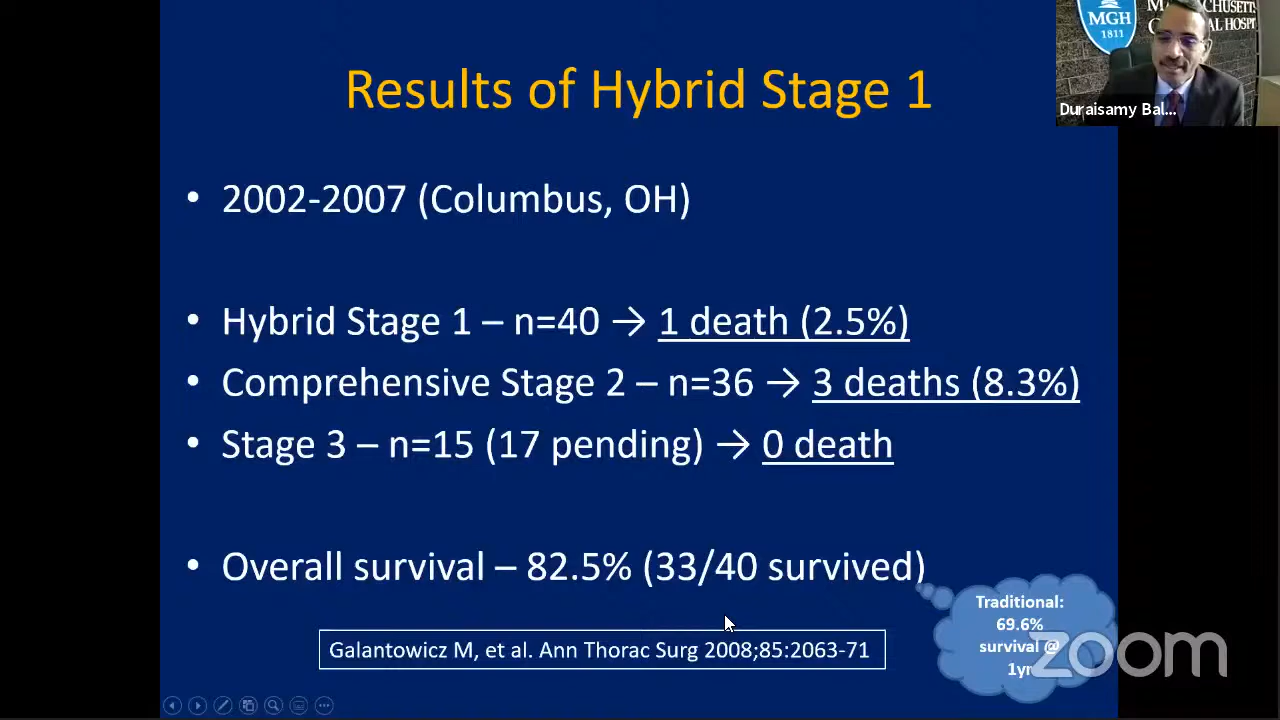 Results of Hybrid Stage 1
MGH
1811
Duraisamy Bal...
• 2002-2007 (Columbus, OH)
• Hybrid Stage 1 – n=40 → 1 death (2.5%)
• Comprehensive Stage 2 – n=36 → 3 deaths (8.3%)
• Stage 3 – n=15 (17 pending) → 0 death
• Overall survival – 82.5% (33/40 survived)
Traditional:
69.6%
survival @
1yr
Galantowicz M, et al. Ann Thorac Surg 2008;85:2063-71
zoom